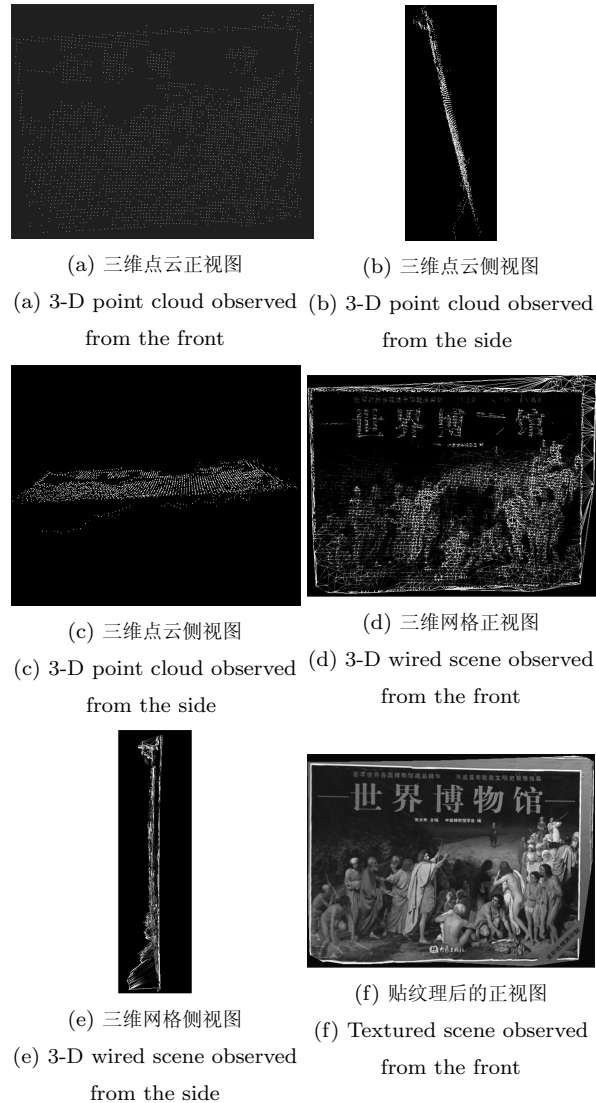 (a) 三维点云正视图
(a) 3-D point cloud observed
from the front
(b) 三维点云侧视图
(b) 3-D point cloud observed
from the side
(c) 三维点云侧视图
(c) 3-D point cloud observed
from the side
世界博 馆
(d) 三维网格正视图
(d) 3-D wired scene observed
from the front
(e) 三维网格侧视图
(e) 3-D wired scene observed
from the side
世界博物馆
(f) 贴纹理后的正视图
(f) Textured scene observed
from the front